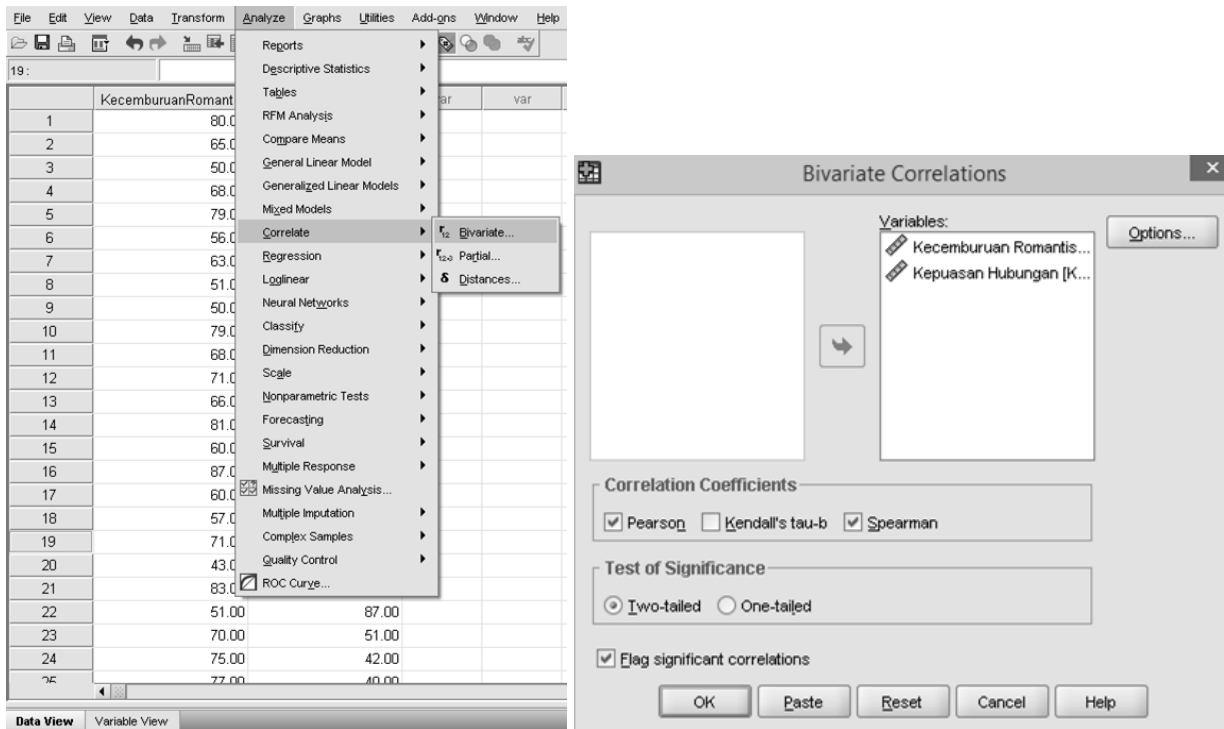 File Edit View Data Transform Analyze Graphs Utilities Add-ons Window Help
19:
KecemburuanRomant
var
var
1 80.0
2 65.0
3 50.0
4 68.0
5 79.0
6 56.0
7 63.0
8 51.0
9 50.0
10 79.0
11 68.0
12 71.0
13 66.0
14 81.0
15 60.0
16 87.0
17 60.0
18 57.0
19 71.0
20 43.0
21 83.0
22 51.00 87.00
23 70.00 51.00
24 75.00 42.00
25 77.00 40.00
Reports
Descriptive Statistics
Tables
RFM Analysis
Compare Means
General Linear Model
Generalized Linear Models
Mixed Models
Correlate
Regression
Loglinear
Neural Networks
Classify
Dimension Reduction
Scale
Nonparametric Tests
Forecasting
Survival
Multiple Response
Missing Value Analysis...
Multiple Imputation
Complex Samples
Quality Control
ROC Curve...
r12 Bivariate...
Partial...
δ Distances...
Data View Variable View
Bivariate Correlations
Variables:
Kecemburuan Romantis...
Kepuasan Hubungan [K...
Options...
Correlation Coefficients
Pearson Kendall's tau-b Spearman
Test of Significance
Two-tailed One-tailed
Flag significant correlations
OK Paste Reset Cancel Help